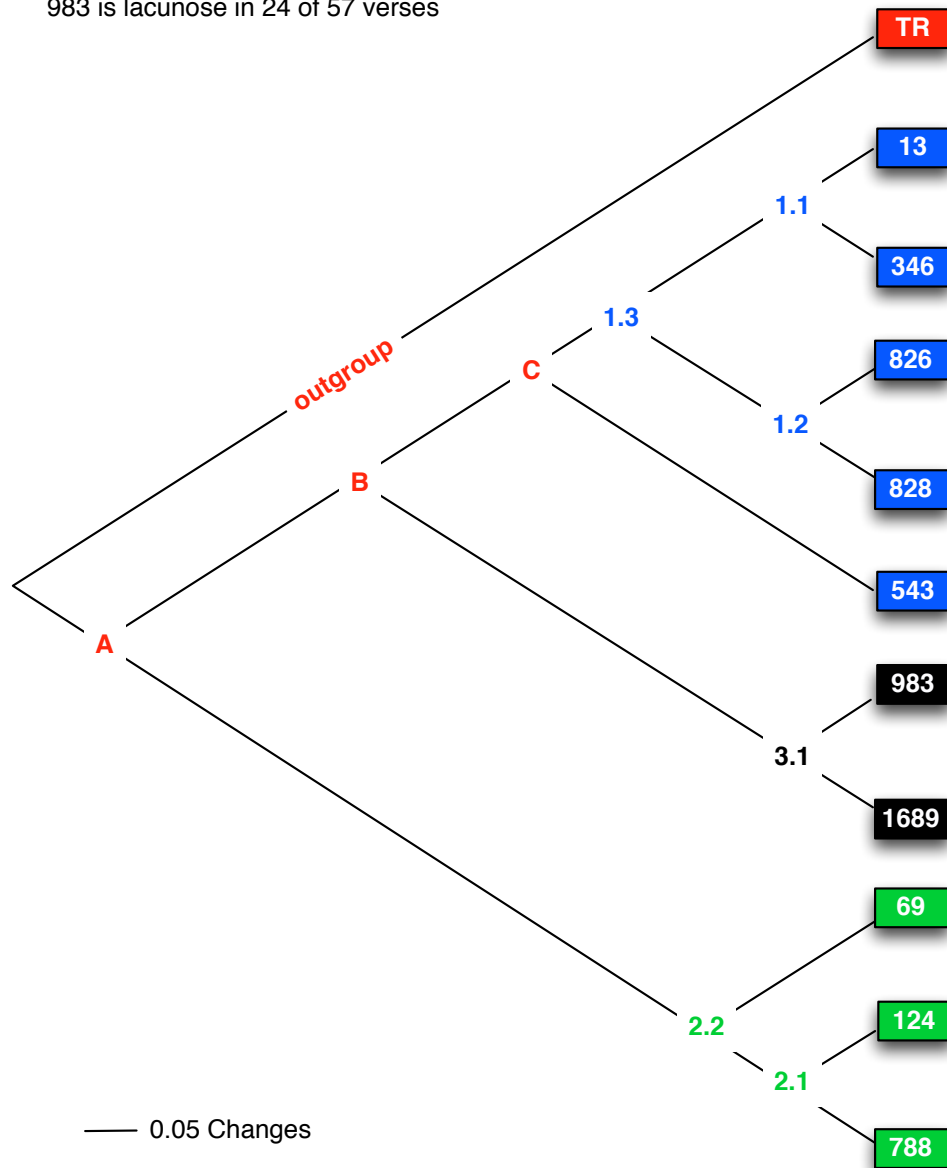 983 is lacunose in 24 of 57 verses
TR
13
1.1
346
1.3
outgroup
826
C
1.2
B
828
543
A
983
3.1
1689
69
2.2
124
2.1
0.05 Changes
788